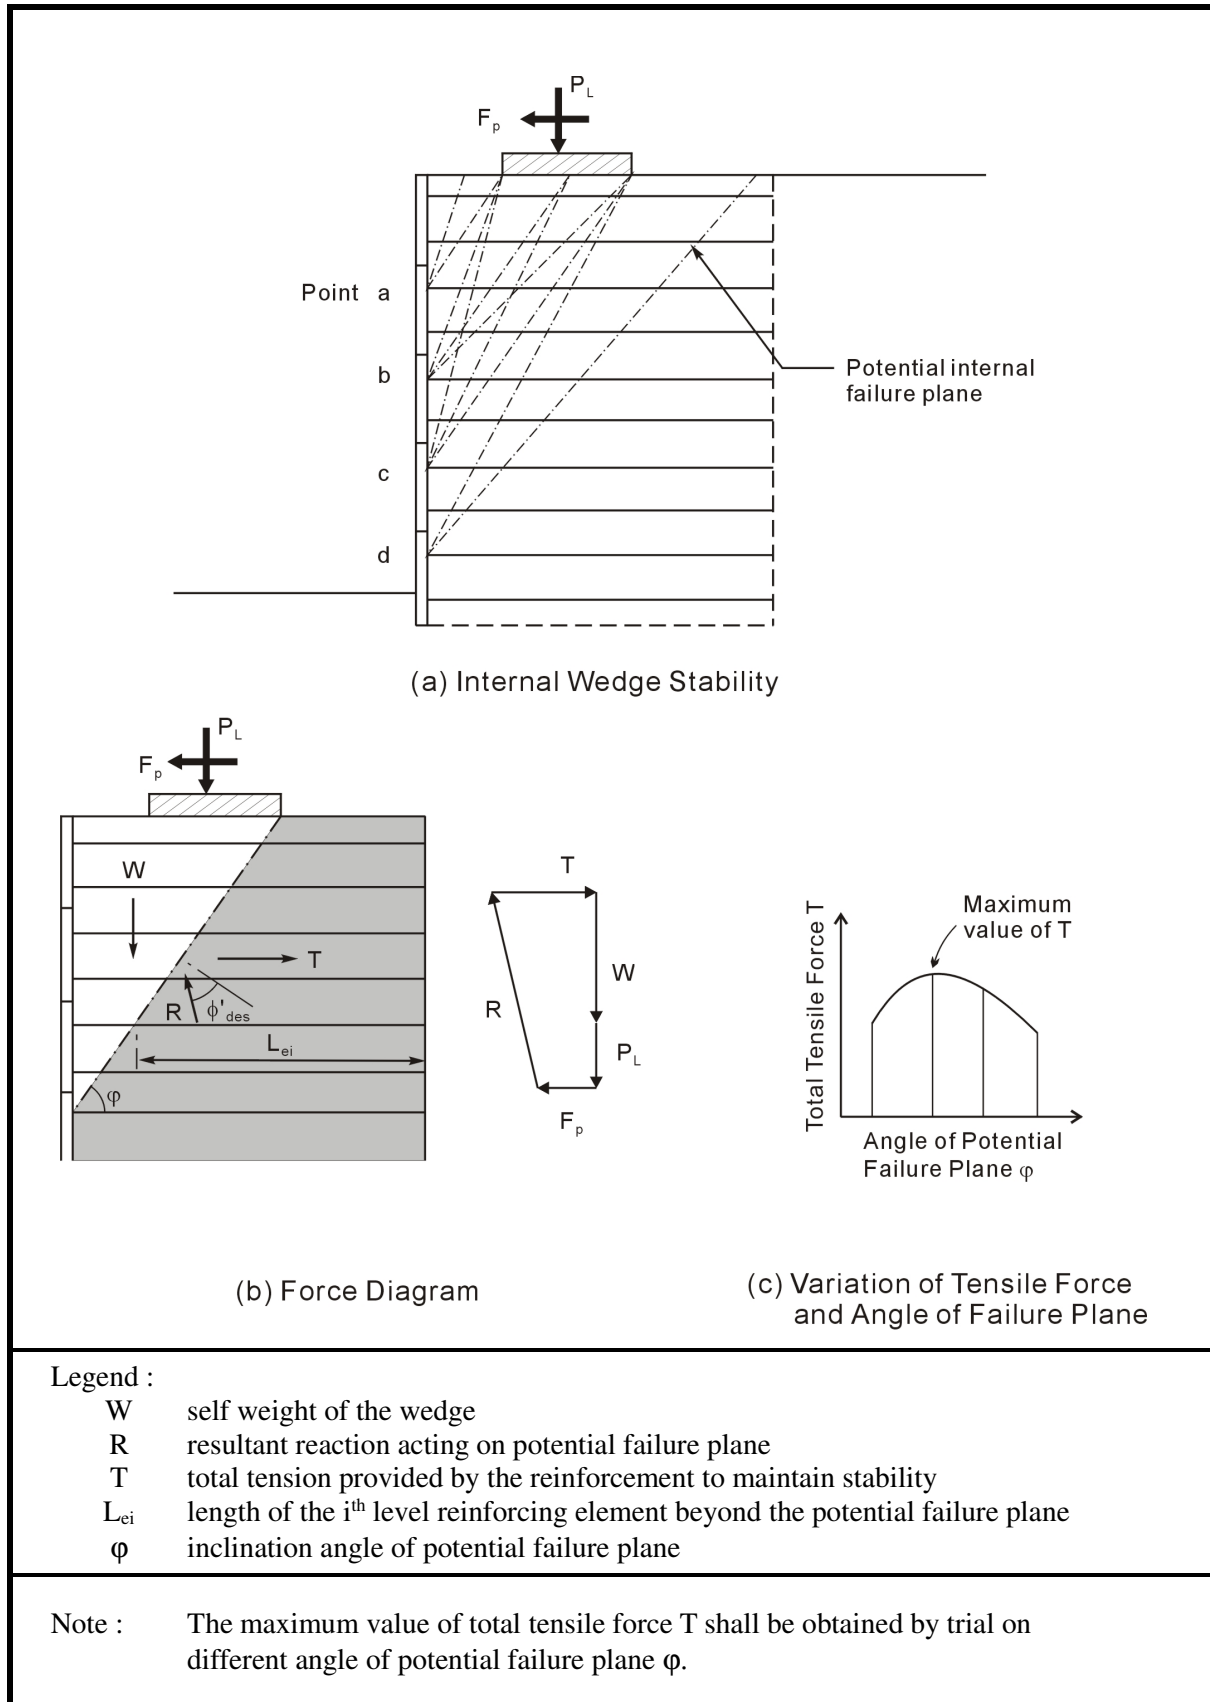 P_L
F_p
Point a
b
c
d
Potential internal
failure plane
(a) Internal Wedge Stability
P_L
F_p
W
T
R
ϕ'_des
L_ei
φ
T
W
R
P_L
F_p
Total Tensile Force T
Maximum
value of T
Angle of Potential
Failure Plane φ
(b) Force Diagram
(c) Variation of Tensile Force
and Angle of Failure Plane
Legend :
W self weight of the wedge
R resultant reaction acting on potential failure plane
T total tension provided by the reinforcement to maintain stability
L_ei length of the i^th level reinforcing element beyond the potential failure plane
φ inclination angle of potential failure plane
Note : The maximum value of total tensile force T shall be obtained by trial on
different angle of potential failure plane φ.